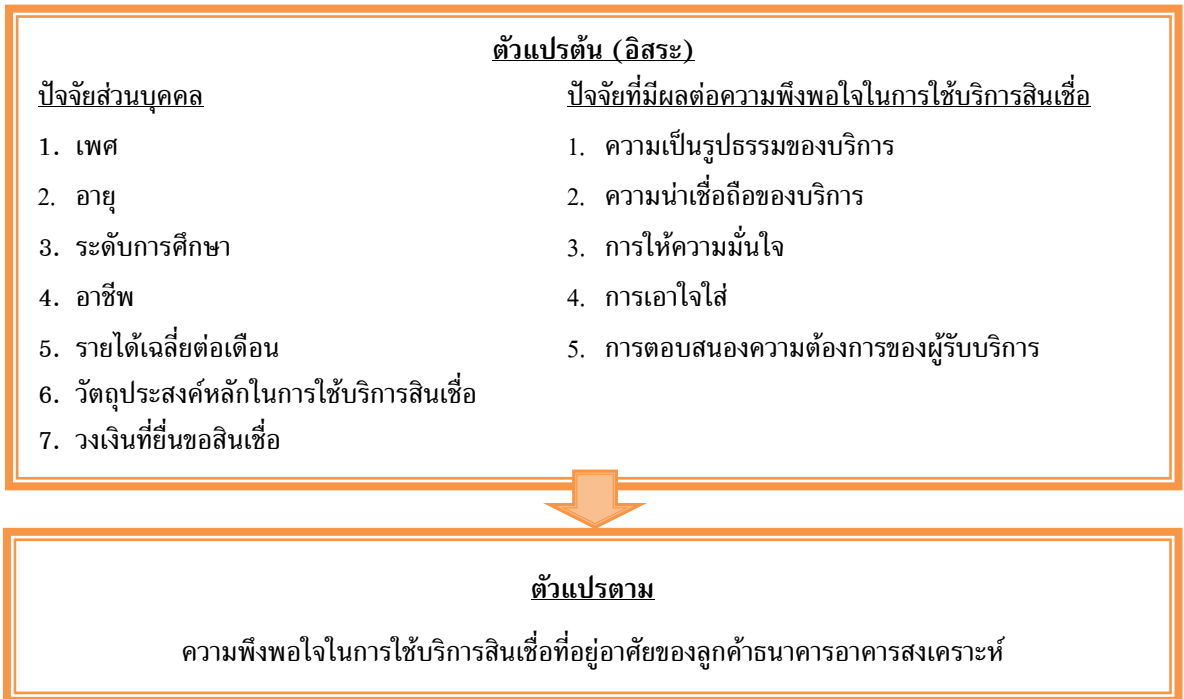 ตัวแปรต้น (อิสระ)
ปัจจัยส่วนบุคคล
1. เพศ
2. อายุ
3. ระดับการศึกษา
4. อาชีพ
5. รายได้เฉลี่ยต่อเดือน
6. วัตถุประสงค์หลักในการใช้บริการสินเชื่อ
7. วงเงินที่ยื่นขอสินเชื่อ
ปัจจัยที่มีผลต่อความพึงพอใจในการใช้บริการสินเชื่อ
1. ความเป็นรูปธรรมของบริการ
2. ความน่าเชื่อถือของบริการ
3. การให้ความมั่นใจ
4. การเอาใจใส่
5. การตอบสนองความต้องการของผู้รับบริการ
ตัวแปรตาม
ความพึงพอใจในการใช้บริการสินเชื่อที่อยู่อาศัยของลูกค้าธนาคารอาคารสงเคราะห์